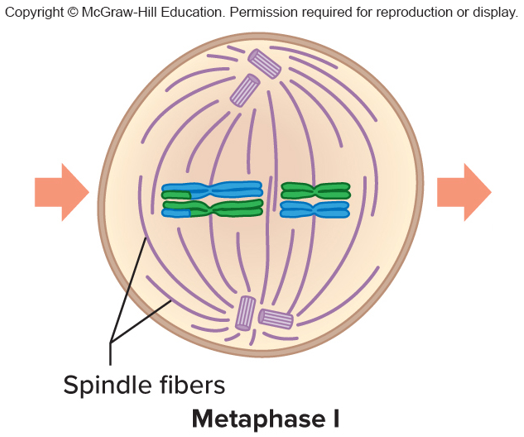 Copyright © McGraw-Hill Education. Permission required for reproduction or display.
Spindle fibers
Metaphase I